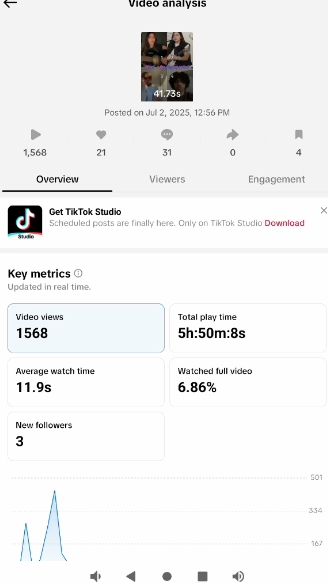 Video analysis
41.73s
Posted on Jul 2, 2025, 12:56 PM
1,568 21 31 0 4
Overview Viewers Engagement
Get TikTok Studio
Scheduled posts are finally here. Only on TikTok Studio Download
Studio
Key metrics
Updated in real time.
Video views
1568
Total play time
5h:50m:8s
Average watch time
11.9s
Watched full video
6.86%
New followers
3
501
334
167